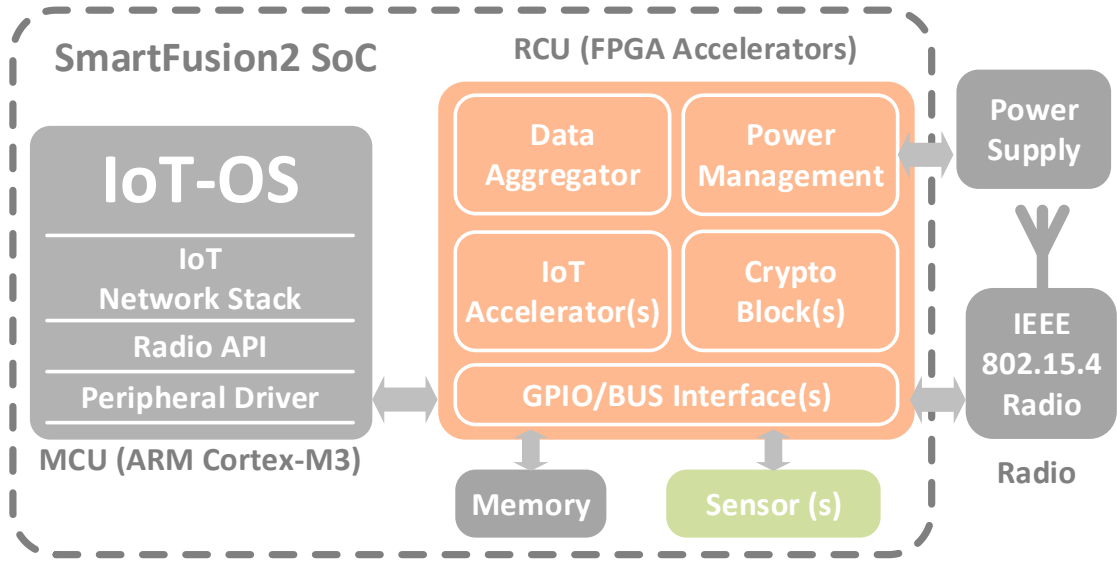 SmartFusion2 SoC
RCU (FPGA Accelerators)
IoT-OS
IoT
Network Stack
Radio API
Peripheral Driver
MCU (ARM Cortex-M3)
Data
Aggregator
Power
Management
IoT
Accelerator(s)
Crypto
Block(s)
GPIO/BUS Interface(s)
Memory
Sensor (s)
Power
Supply
IEEE
802.15.4
Radio
Radio